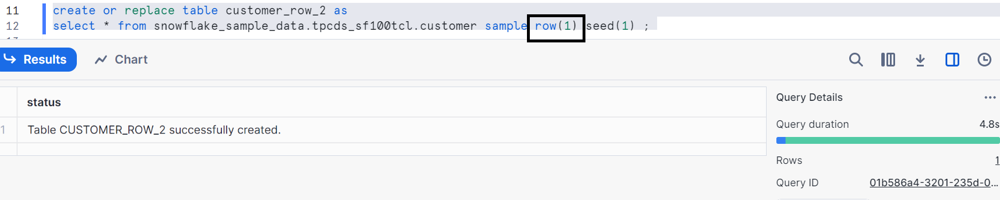 11 create or replace table customer_row_2 as
12 select * from snowflake_sample_data.tpcds_sf100tcl.customer sample row(1) seed(1) ;
Results Chart
status
1 Table CUSTOMER_ROW_2 successfully created.
Query Details ...
Query duration 4.8s
Rows 1
Query ID 01b586a4-3201-235d-0...